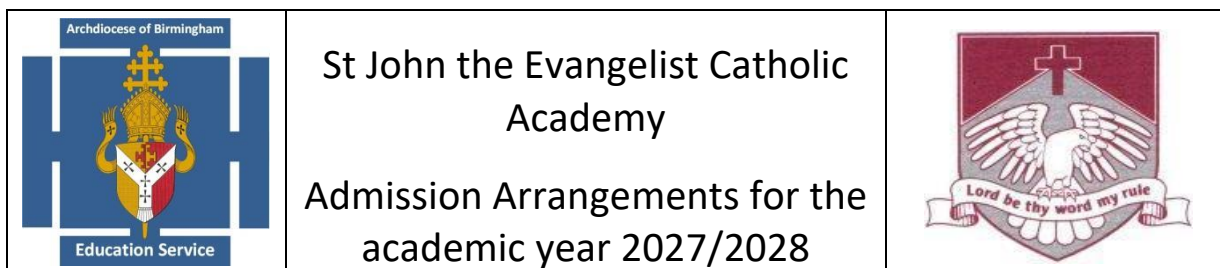 Archdiocese of Birmingham
Education Service
St John the Evangelist Catholic
Academy
Admission Arrangements for the
academic year 2027/2028
Lord be thy word my rule